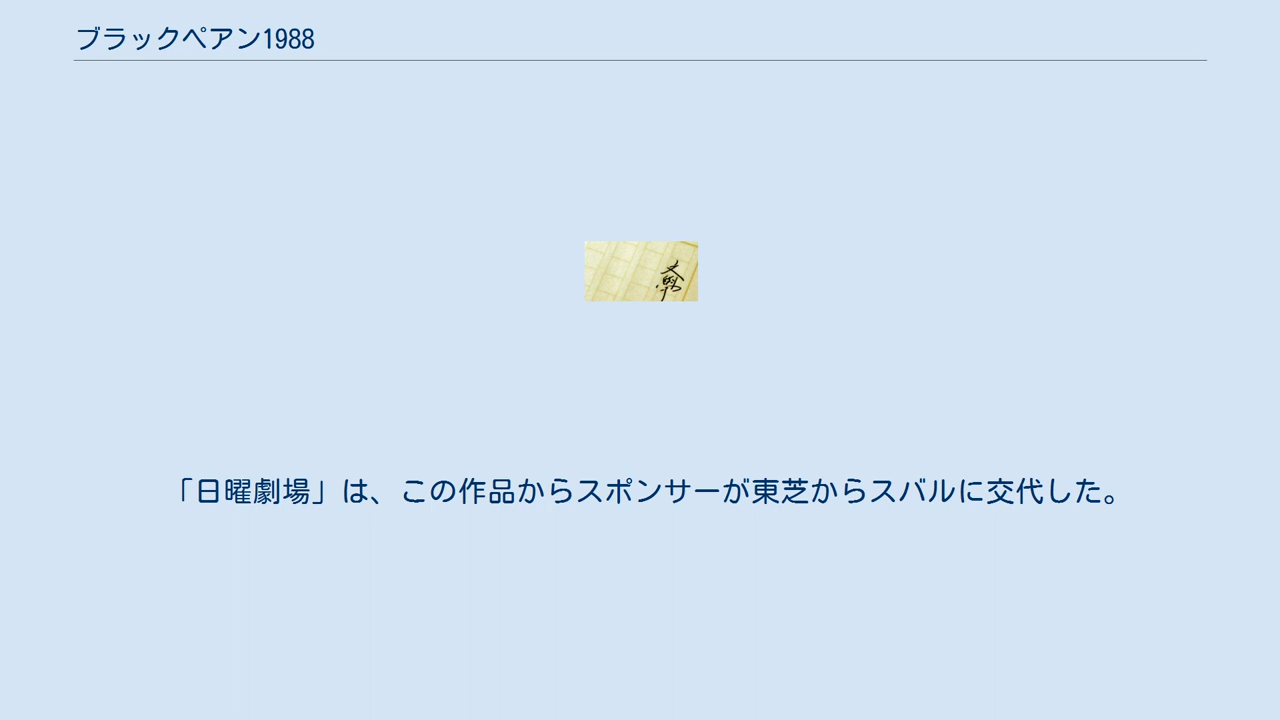 ブラックペアン1988
「日曜劇場」は、この作品からスポンサーが東芝からスバルに交代した。